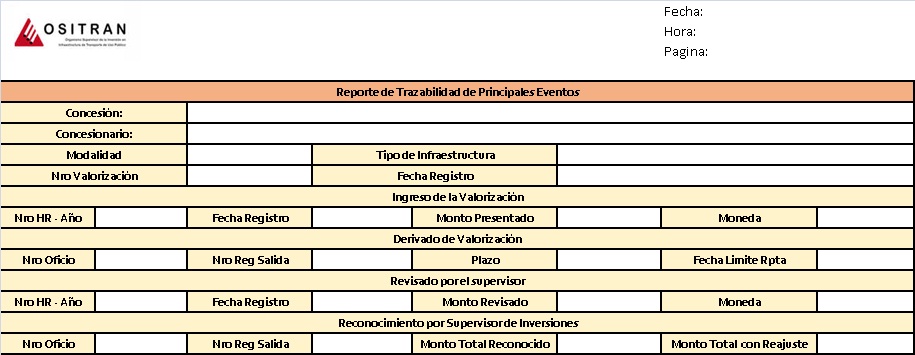 Fecha:
OSITRAN
Hora:
Organismo Supervisor de la Inversión en
Infraestructura de Transporte de Uso Público
Pagina:
Reporte de Trazabilidad de Principales Eventos
Concesión:
Concesionario:
Modalidad Tipo de Infraestructura
Nro Valorización Fecha Registro
Ingreso de la Valorización
Nro HR - Año Fecha Registro Monto Presentado Moneda
Derivado de Valorización
Nro Oficio Nro Reg Salida Plazo Fecha Limite Rpta
Revisado por el supervisor
Nro HR - Año Fecha Registro Monto Revisado Moneda
Reconocimiento por Supervisor de Inversiones
Nro Oficio Nro Reg Salida Monto Total Reconocido Monto Total con Reajuste